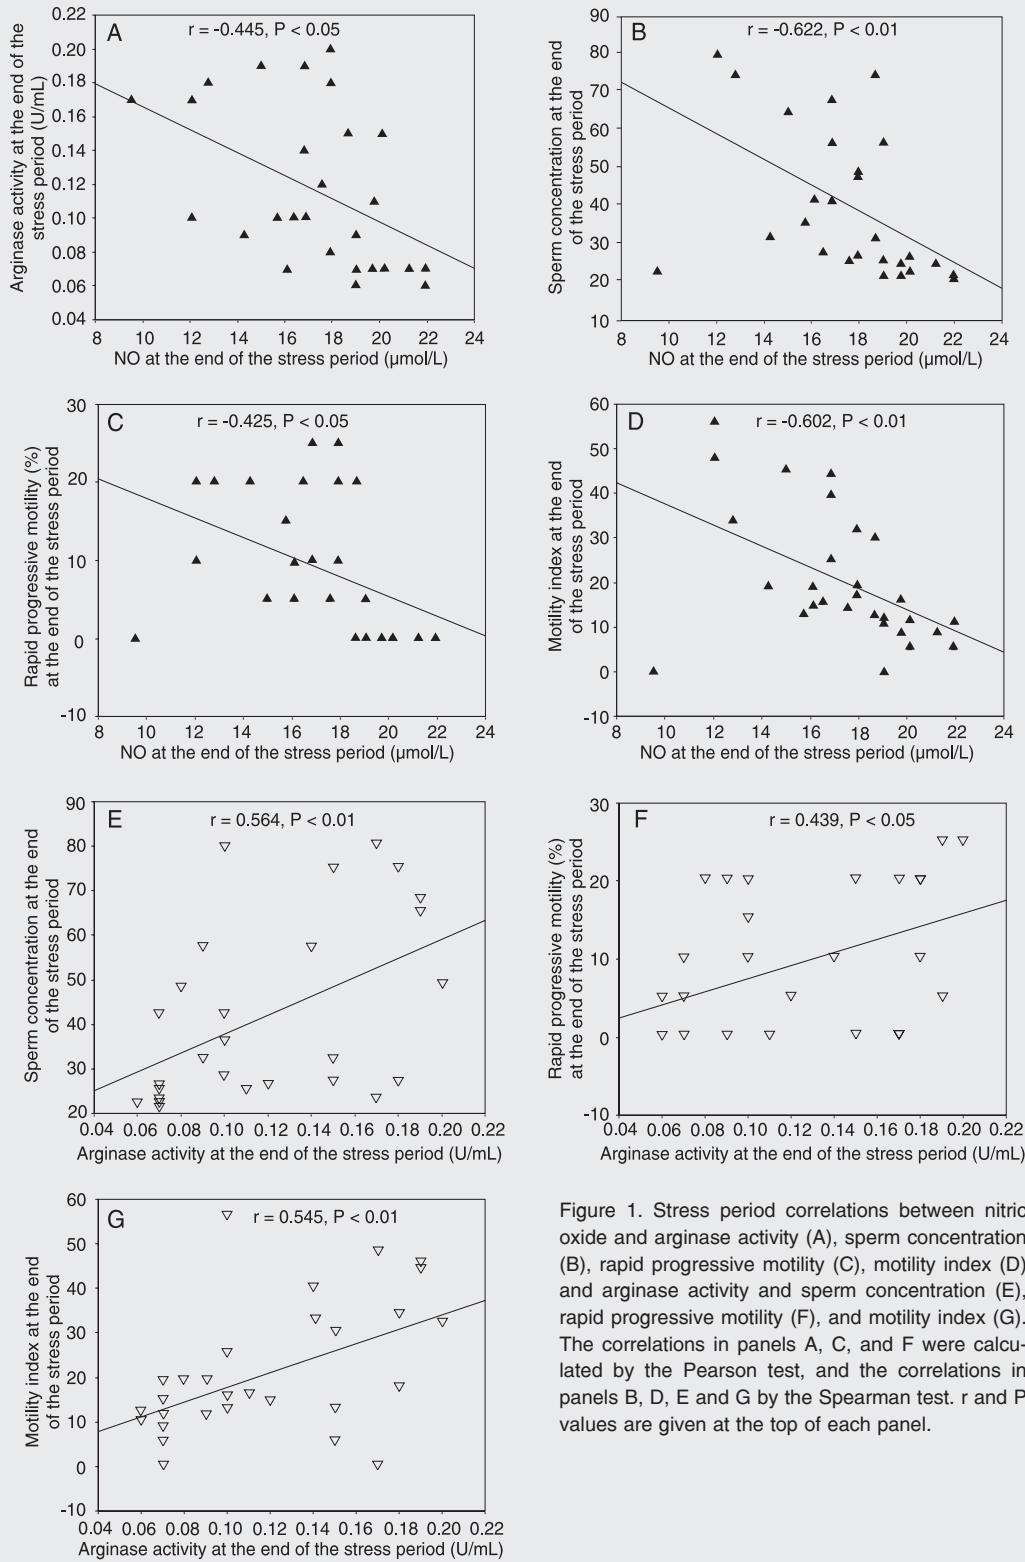 A
r = -0.445, P < 0.05
Arginase activity at the end of the
stress period (U/mL)
0.22
0.20
0.18
0.16
0.14
0.12
0.10
0.08
0.06
0.04
8 10 12 14 16 18 20 22 24
NO at the end of the stress period (μmol/L)
B
r = -0.622, P < 0.01
Sperm concentration at the end
of the stress period
90
80
70
60
50
40
30
20
10
8 10 12 14 16 18 20 22 24
NO at the end of the stress period (μmol/L)
C
r = -0.425, P < 0.05
Rapid progressive motility (%)
at the end of the stress period
30
20
10
0
-10
8 10 12 14 16 18 20 22 24
NO at the end of the stress period (μmol/L)
D
r = -0.602, P < 0.01
Motility index at the end
of the stress period
60
50
40
30
20
10
0
-10
8 10 12 14 16 18 20 22 24
NO at the end of the stress period (μmol/L)
E
r = 0.564, P < 0.01
Sperm concentration at the end
of the stress period
90
80
70
60
50
40
30
20
0.04 0.06 0.08 0.10 0.12 0.14 0.16 0.18 0.20 0.22
Arginase activity at the end of the stress period (U/mL)
F
r = 0.439, P < 0.05
Rapid progressive motility (%)
at the end of the stress period
30
20
10
0
-10
0.04 0.06 0.08 0.10 0.12 0.14 0.16 0.18 0.20 0.22
Arginase activity at the end of the stress period (U/mL)
G
r = 0.545, P < 0.01
Motility index at the end
of the stress period
60
50
40
30
20
10
0
-10
0.04 0.06 0.08 0.10 0.12 0.14 0.16 0.18 0.20 0.22
Arginase activity at the end of the stress period (U/mL)
Figure 1. Stress period correlations between nitric
oxide and arginase activity (A), sperm concentration
(B), rapid progressive motility (C), motility index (D)
and arginase activity and sperm concentration (E),
rapid progressive motility (F), and motility index (G).
The correlations in panels A, C, and F were calcu-
lated by the Pearson test, and the correlations in
panels B, D, E and G by the Spearman test. r and P
values are given at the top of each panel.